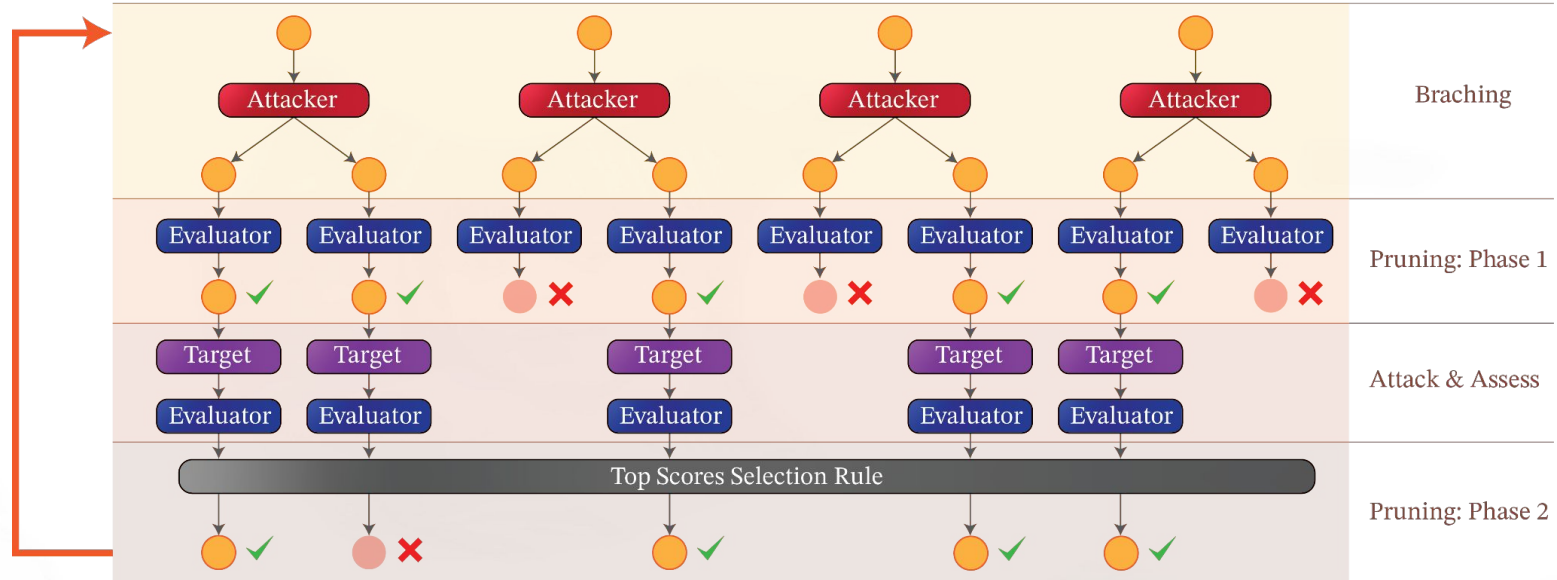 Attacker Attacker Attacker Attacker
Braching
Evaluator Evaluator Evaluator Evaluator Evaluator Evaluator Evaluator Evaluator
Pruning: Phase 1
Target Target Target Target Target
Attack & Assess
Evaluator Evaluator Evaluator Evaluator Evaluator
Top Scores Selection Rule
Pruning: Phase 2